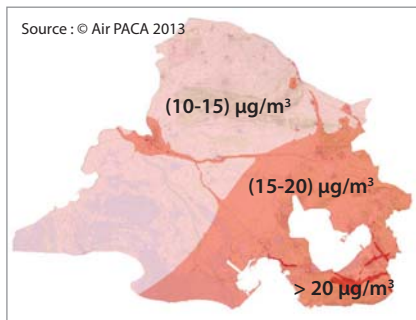 Source : © Air PACA 2013
(10-15) µg/m³
(15-20) µg/m³
> 20 µg/m³